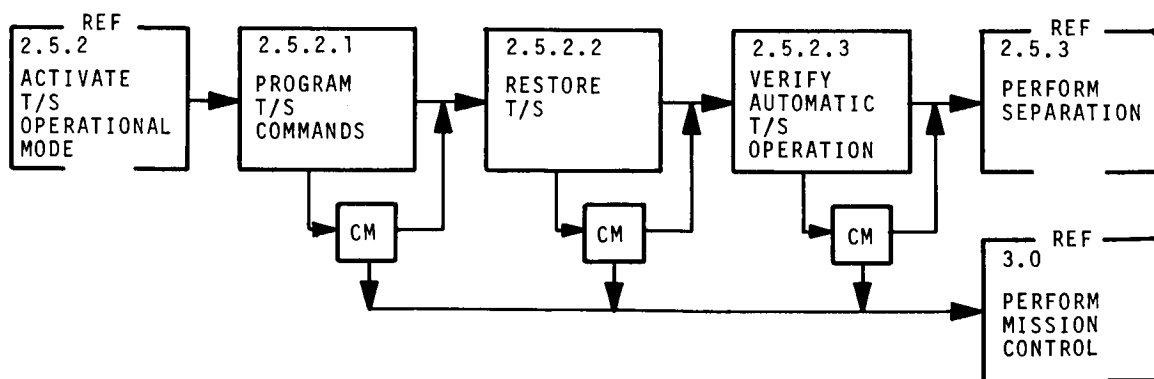 REF
2.5.2
ACTIVATE
T/S
OPERATIONAL
MODE
2.5.2.1
PROGRAM
T/S
COMMANDS
CM
2.5.2.2
RESTORE
T/S
CM
2.5.2.3
VERIFY
AUTOMATIC
T/S
OPERATION
CM
REF
2.5.3
PERFORM
SEPARATION
REF
3.0
PERFORM
MISSION
CONTROL